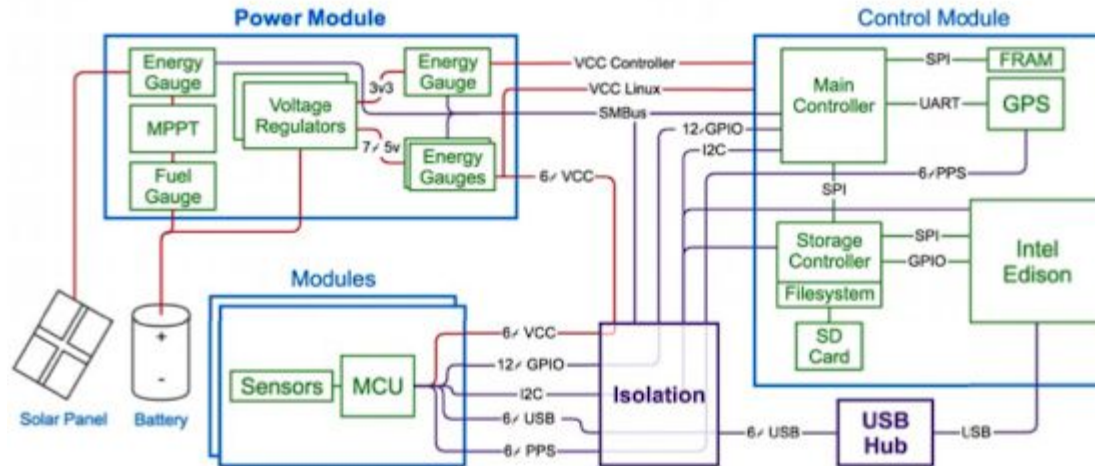 Power Module
Control Module
Energy
Gauge
MPPT
Fuel
Gauge
Voltage
Regulators
3v3
7⁄ 5v
Energy
Gauge
Energy
Gauges
VCC Controller
VCC Linux
SMBus
12⁄GPIO
I2C
6⁄ VCC
6⁄PPS
Main
Controller
SPI
FRAM
UART
GPS
SPI
Storage
Controller
Filesystem
SPI
GPIO
Intel
Edison
SD
Card
Solar Panel
+
-
Battery
Modules
Sensors
MCU
6⁄ VCC
12⁄ GPIO
I2C
6⁄ USB
6⁄ PPS
Isolation
6⁄ USB
USB
Hub
USB